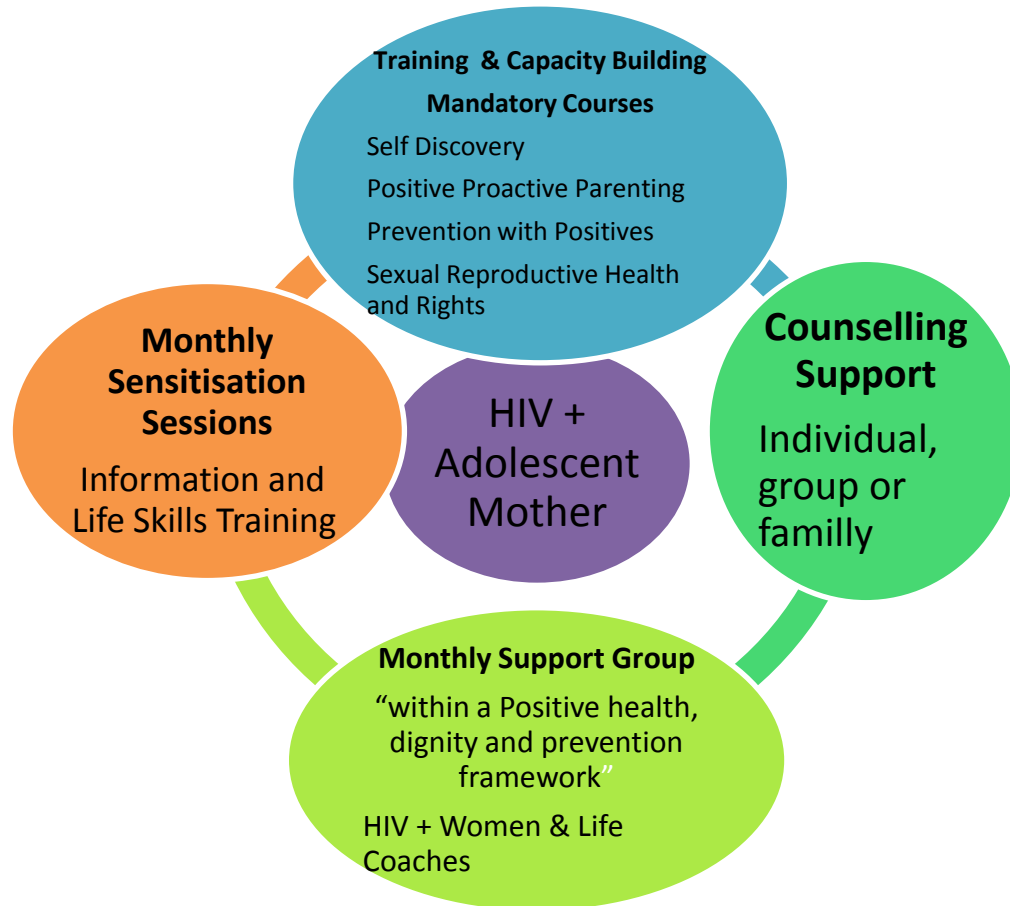 Training & Capacity Building
Mandatory Courses
Self Discovery
Positive Proactive Parenting
Prevention with Positives
Sexual Reproductive Health
and Rights
Monthly
Sensitisation
Sessions
Information and
Life Skills Training
HIV +
Adolescent
Mother
Counselling
Support
Individual,
group or
familly
Monthly Support Group
“within a Positive health,
dignity and prevention
framework”
HIV + Women & Life
Coaches